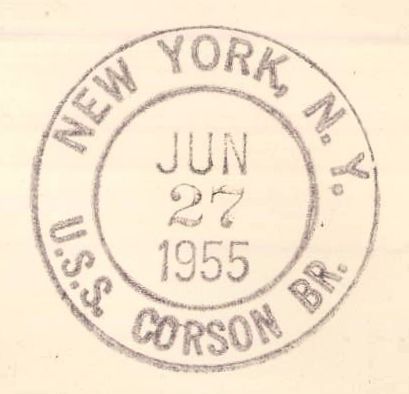 NEW YORK, N.Y.
JUN
27
1955
U.S.S. CORSON BR.